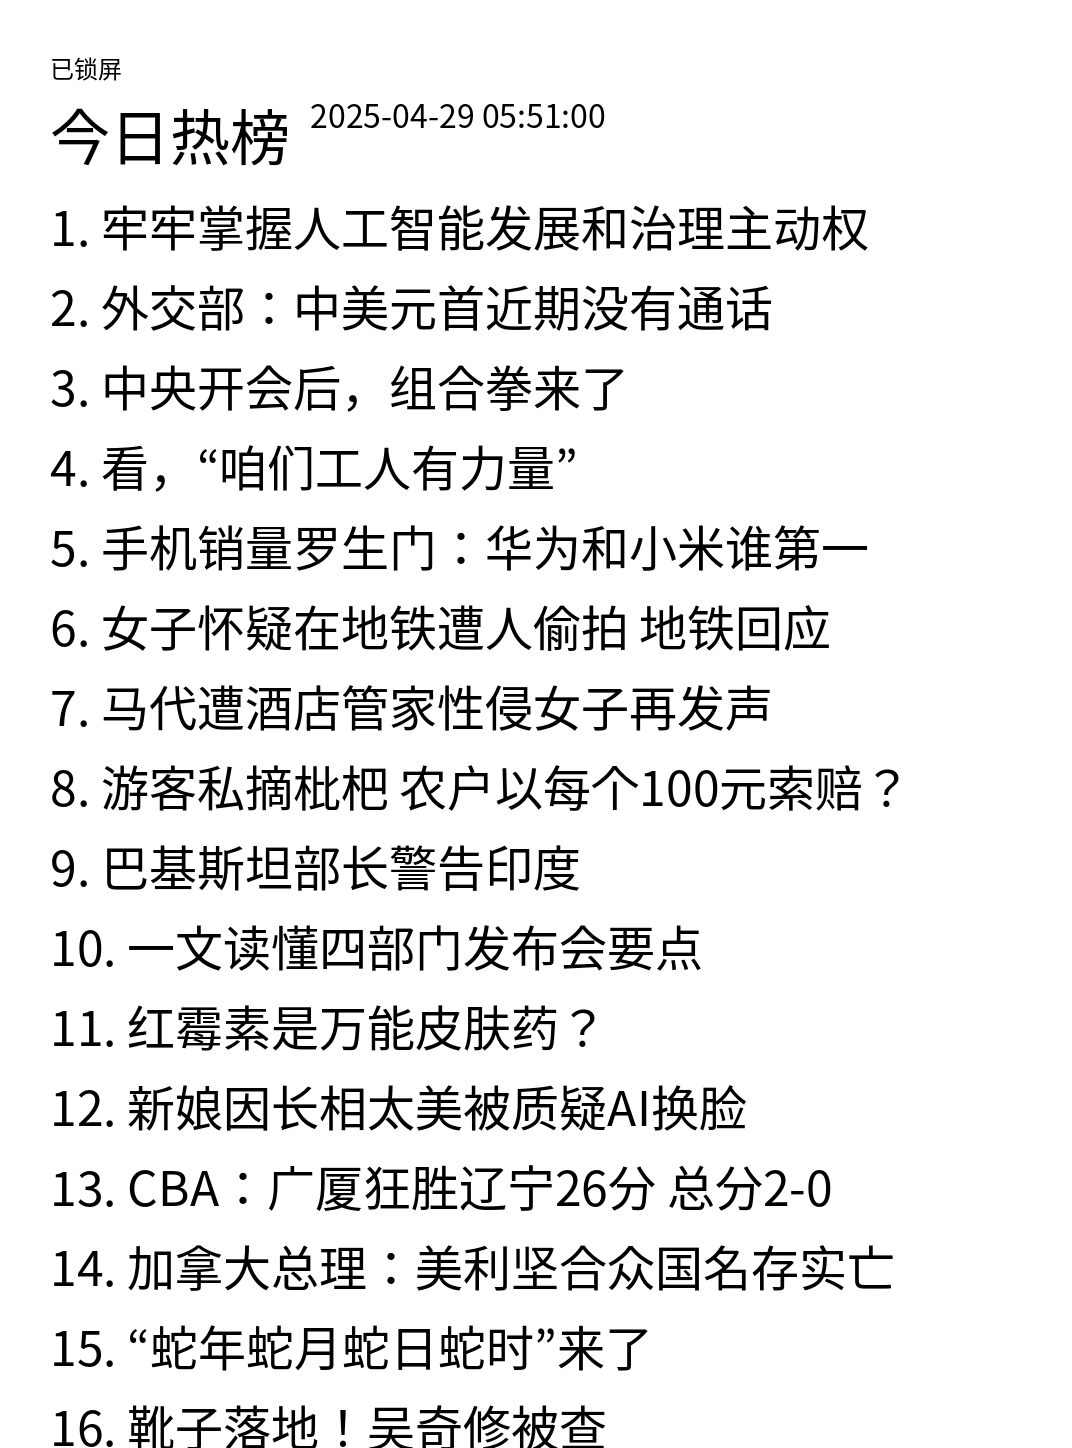 已锁屏
今日热榜 2025-04-29 05:51:00
1. 牢牢掌握人工智能发展和治理主动权
2. 外交部：中美元首近期没有通话
3. 中央开会后，组合拳来了
4. 看，“咱们工人有力量”
5. 手机销量罗生门：华为和小米谁第一
6. 女子怀疑在地铁遭人偷拍 地铁回应
7. 马代遭酒店管家性侵女子再发声
8. 游客私摘枇杷 农户以每个100元索赔？
9. 巴基斯坦部长警告印度
10. 一文读懂四部门发布会要点
11. 红霉素是万能皮肤药？
12. 新娘因长相太美被质疑AI换脸
13. CBA：广厦狂胜辽宁26分 总分2-0
14. 加拿大总理：美利坚合众国名存实亡
15. “蛇年蛇月蛇日蛇时”来了
16. 靴子落地！吴奇修被查